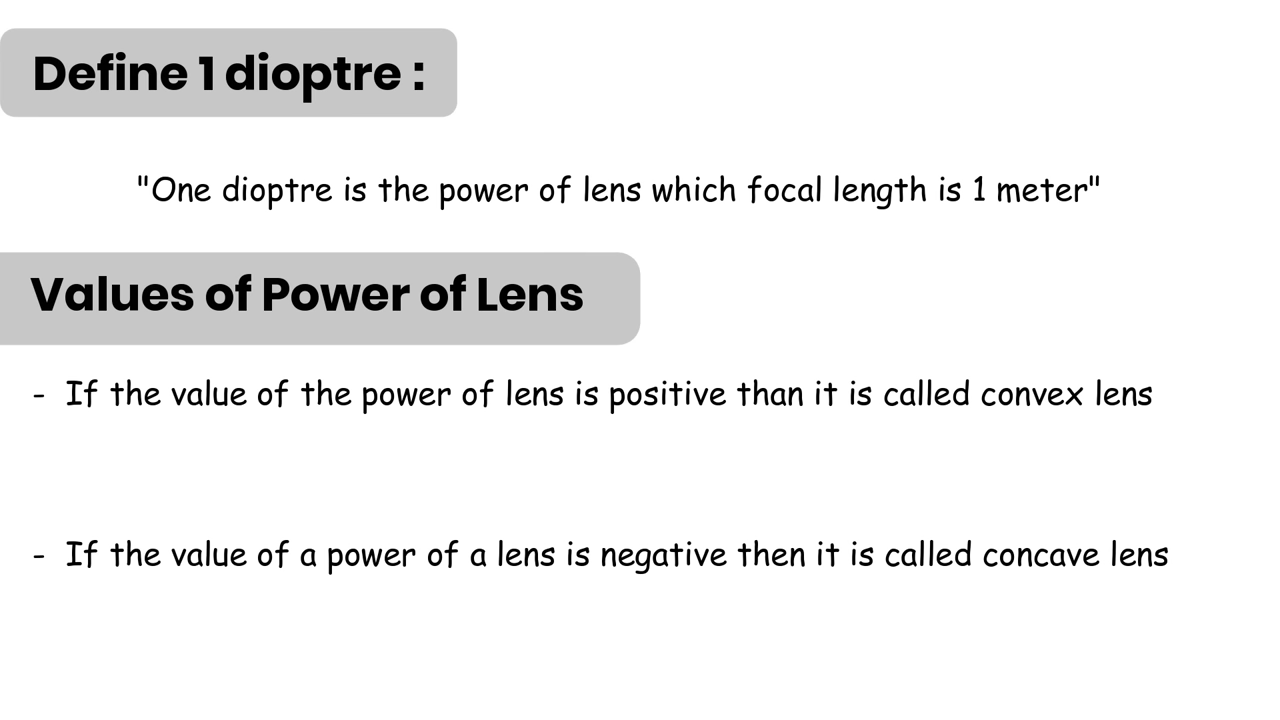 Define 1 dioptre :
"One dioptre is the power of lens which focal length is 1 meter"
Values of Power of Lens
- If the value of the power of lens is positive than it is called convex lens
- If the value of a power of a lens is negative then it is called concave lens